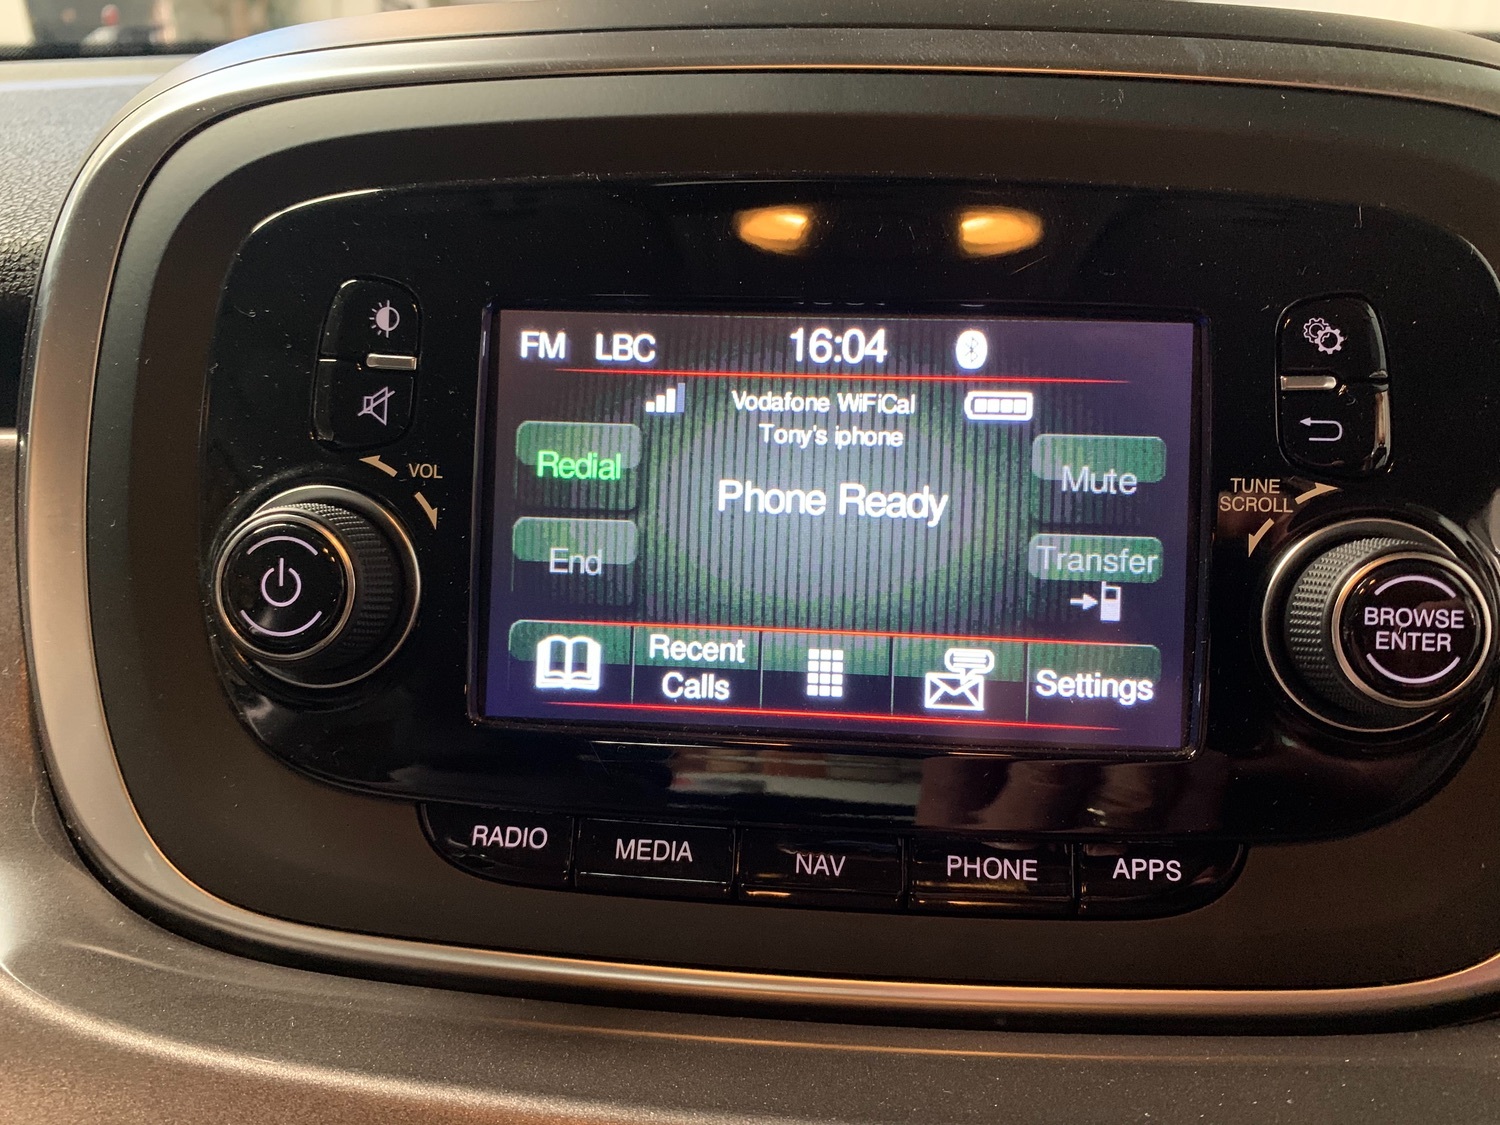 FM LBC 16:04
Vodafone WiFiCal
Tony's iphone
Redial
Phone Ready
Mute
End
Transfer
Recent
Calls
Settings
VOL
TUNE
SCROLL
BROWSE
ENTER
RADIO MEDIA NAV PHONE APPS